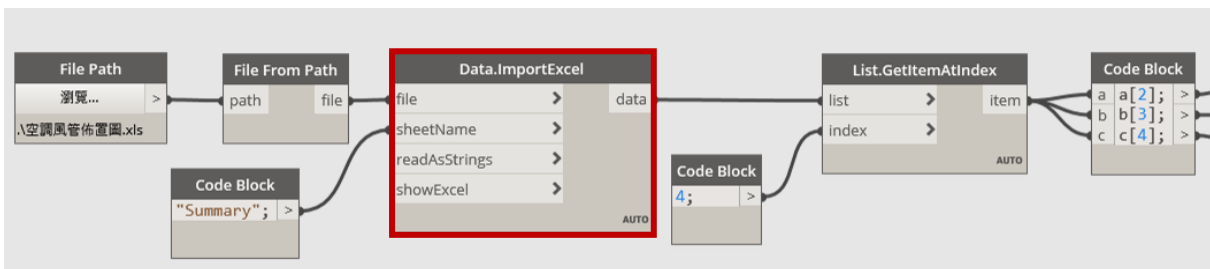 File Path
瀏覽... >
.\空調風管佈置圖.xls
File From Path
path file
Code Block
"Summary"; >
Data.ImportExcel
file > data
sheetName >
readAsStrings >
showExcel >
AUTO
Code Block
4; >
List.GetItemAtIndex
list > item
index >
AUTO
Code Block
a a[2]; >
b b[3]; >
c c[4]; >